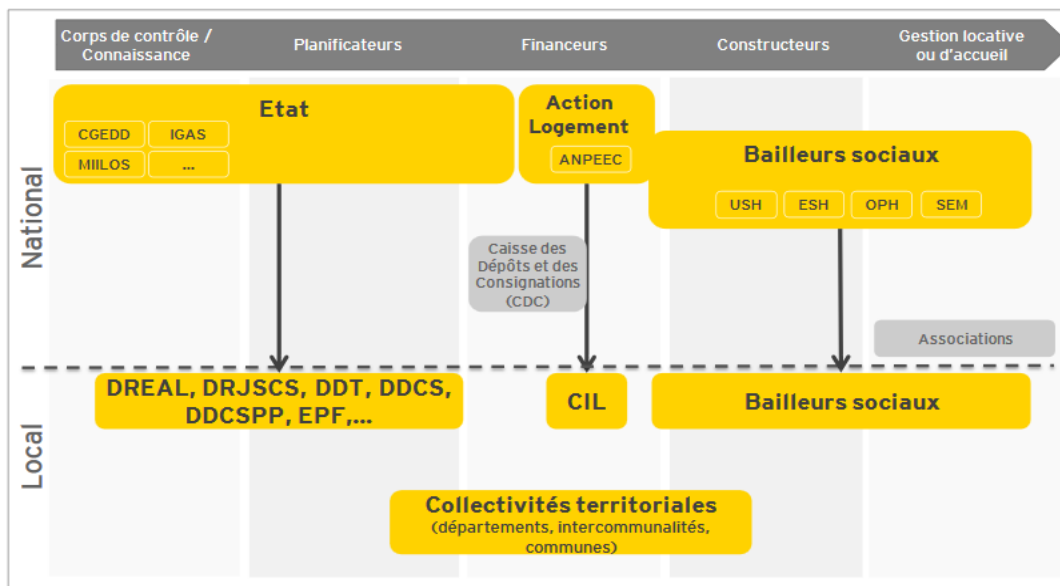 Corps de contrôle /
Connaissance
Planificateurs
Financeurs
Constructeurs
Gestion locative
ou d'accueil
National
Etat
CGEDD
IGAS
MIILOS
...
Action
Logement
ANPEEC
Bailleurs sociaux
USH
ESH
OPH
SEM
Caisse des
Dépôts et des
Consignations
(CDC)
Associations
Local
DREAL, DRJSCS, DDT, DDCS,
DDCSPP, EPF,...
CIL
Bailleurs sociaux
Collectivités territoriales
(départements, intercommunalités,
communes)